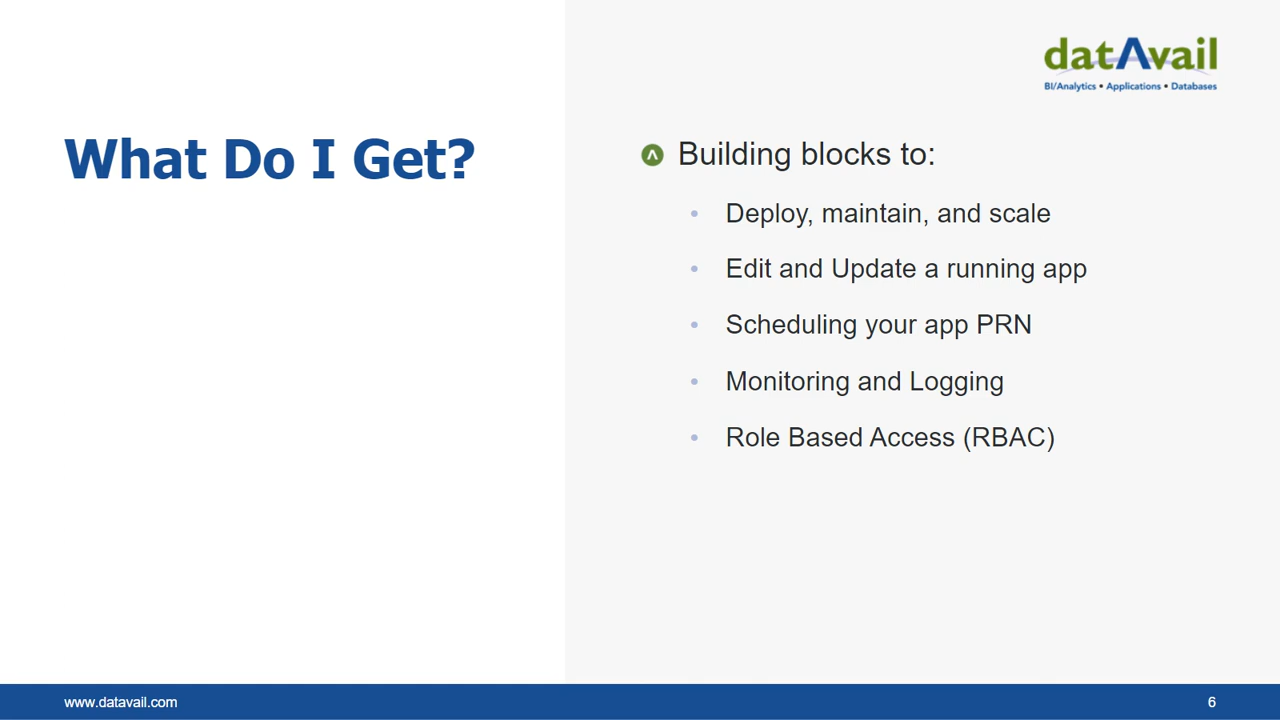 datAvail
BI/Analytics • Applications • Databases
What Do I Get?
Building blocks to:
• Deploy, maintain, and scale
• Edit and Update a running app
• Scheduling your app PRN
• Monitoring and Logging
• Role Based Access (RBAC)
www.datavail.com
6